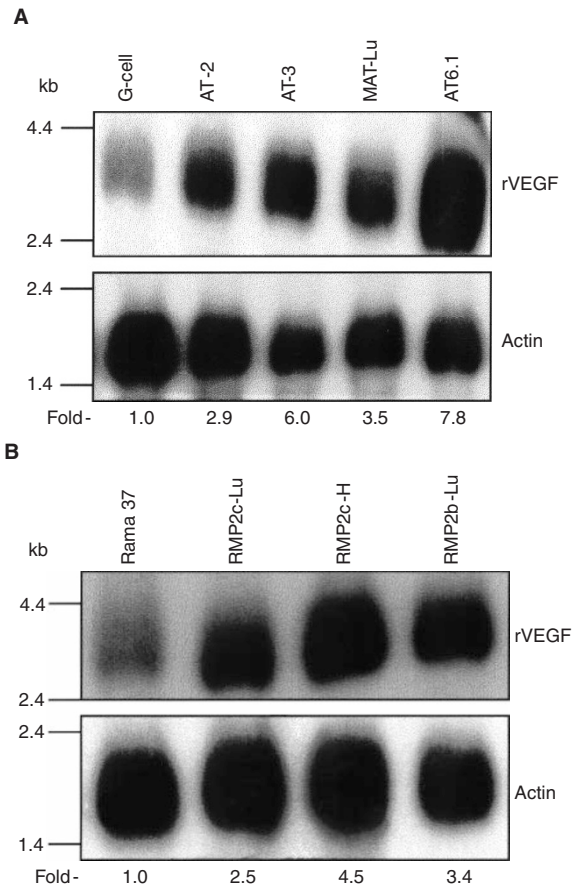 A
kb
G-cell
AT-2
AT-3
MAT-Lu
AT6.1
4.4
rVEGF
2.4
2.4
Actin
1.4
Fold- 1.0 2.9 6.0 3.5 7.8
B
kb
Rama 37
RMP2c-Lu
RMP2c-H
RMP2b-Lu
4.4
rVEGF
2.4
2.4
Actin
1.4
Fold- 1.0 2.5 4.5 3.4